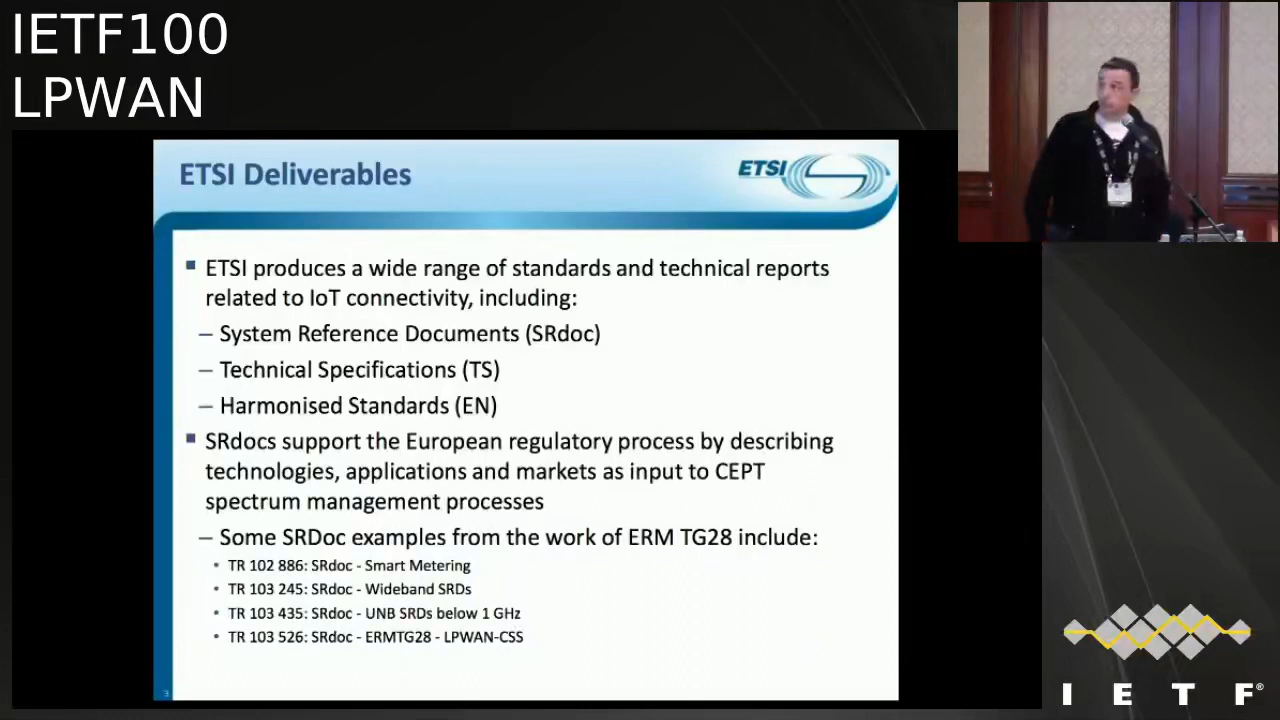 IETF100
LPWAN
ETSI Deliverables
ETSI
▪ ETSI produces a wide range of standards and technical reports
related to IoT connectivity, including:
– System Reference Documents (SRdoc)
– Technical Specifications (TS)
– Harmonised Standards (EN)
▪ SRdocs support the European regulatory process by describing
technologies, applications and markets as input to CEPT
spectrum management processes
– Some SRDoc examples from the work of ERM TG28 include:
• TR 102 886: SRdoc - Smart Metering
• TR 103 245: SRdoc - Wideband SRDs
• TR 103 435: SRdoc - UNB SRDs below 1 GHz
• TR 103 526: SRdoc - ERMTG28 - LPWAN-CSS
3
I E T F®